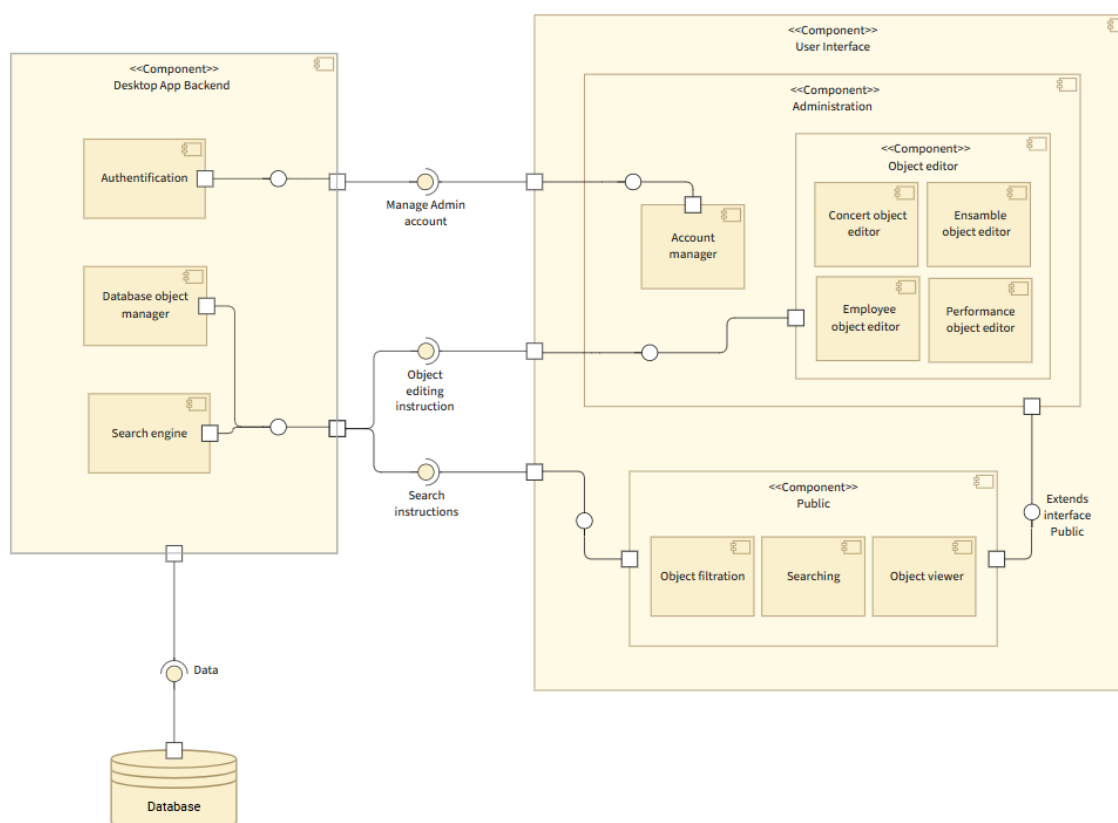 <<Component>>
Desktop App Backend
Authentification
Database object
manager
Search engine
Manage Admin
account
Object
editing
instruction
Search
instructions
Data
Database
<<Component>>
User Interface
<<Component>>
Administration
Account
manager
<<Component>>
Object editor
Concert object
editor
Ensamble
object editor
Employee
object editor
Performance
object editor
<<Component>>
Public
Object filtration
Searching
Object viewer
Extends
interface
Public